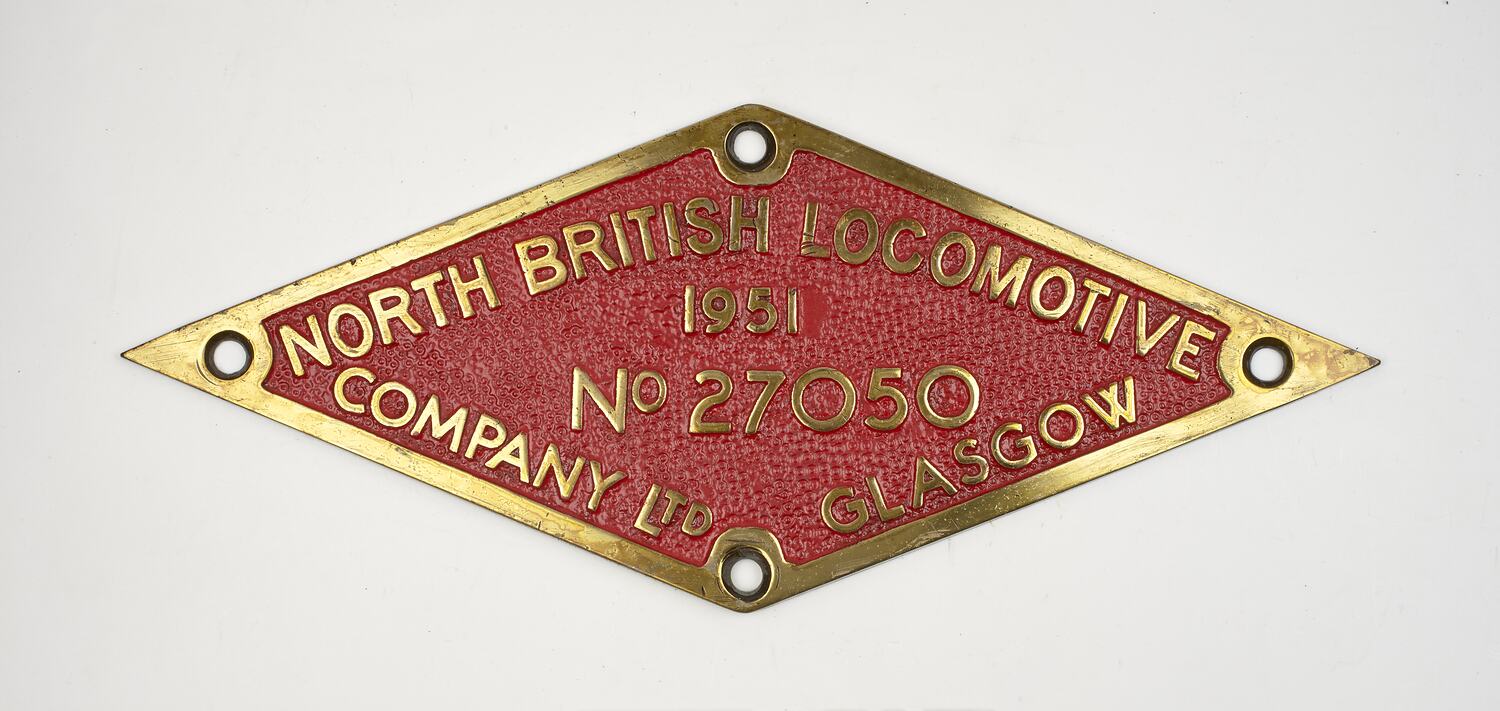 NORTH BRITISH LOCOMOTIVE
1951
No 27050
COMPANY LTD GLASGOW